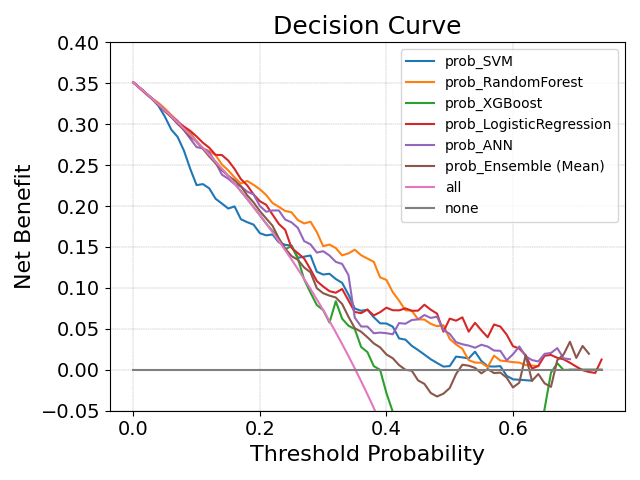 Decision Curve
Net Benefit
0.40
0.35
0.30
0.25
0.20
0.15
0.10
0.05
0.00
−0.05
prob_SVM
prob_RandomForest
prob_XGBoost
prob_LogisticRegression
prob_ANN
prob_Ensemble (Mean)
all
none
0.0 0.2 0.4 0.6
Threshold Probability